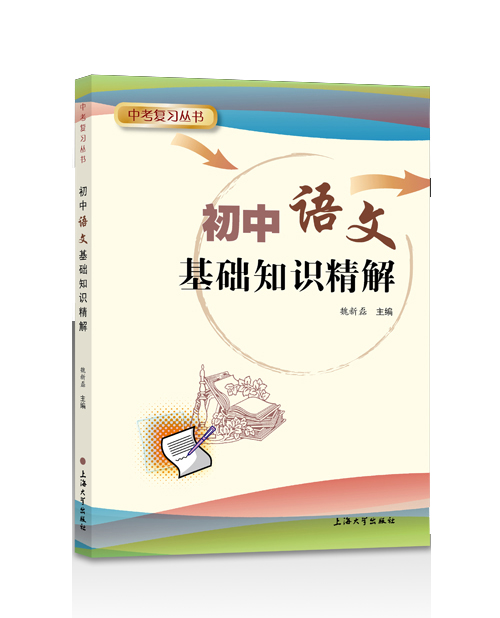 中考复习丛书
初中语文
基础知识精解
魏新磊 主编
上海大学出版社
中考复习丛书
初中语文基础知识精解
魏新磊 主编
上海大学出版社